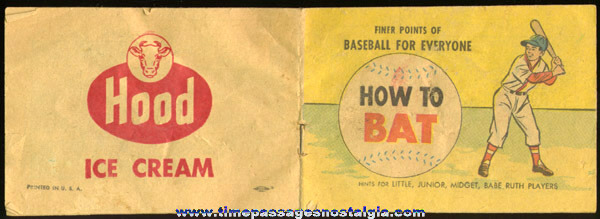 Hood
ICE CREAM
PRINTED IN U. S. A.
FINER POINTS OF
BASEBALL FOR EVERYONE
HOW TO
BAT
HINTS FOR LITTLE, JUNIOR, MIDGET, BABE RUTH PLAYERS
www.timepassagesnostalgia.com